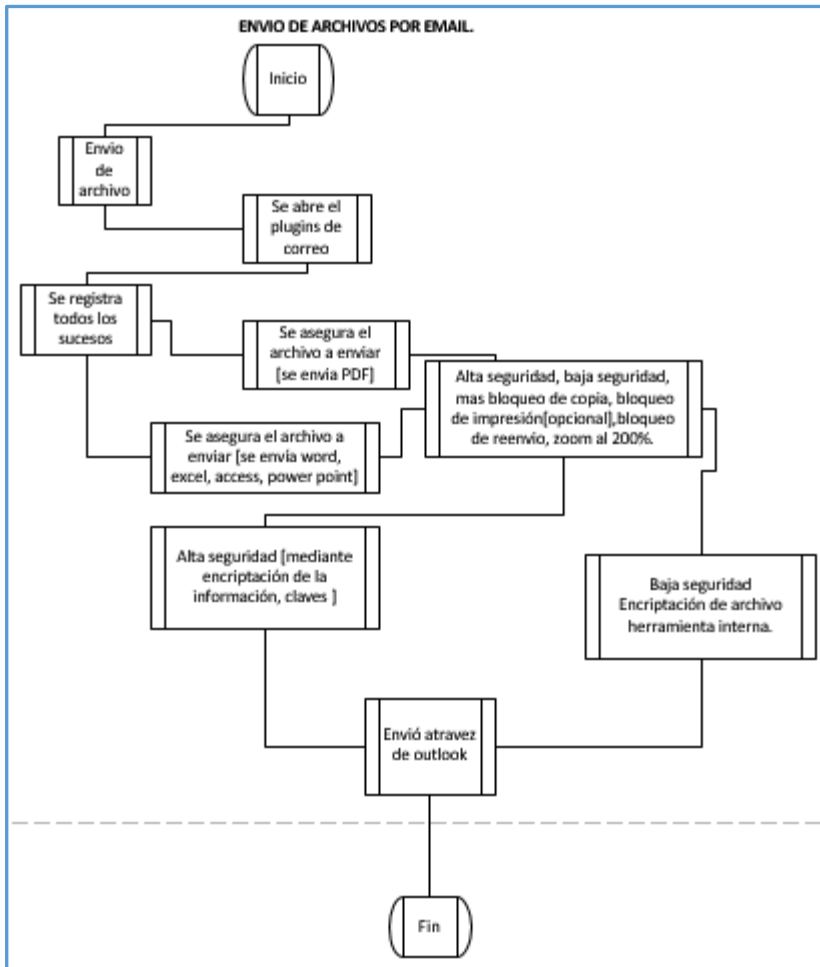 ENVIO DE ARCHIVOS POR EMAIL.
Inicio
Envio
de
archivo
Se abre el
plugins de
correo
Se registra
todos los
sucesos
Se asegura el
archivo a enviar
[se envia PDF]
Alta seguridad, baja seguridad,
mas bloqueo de copia, bloqueo
de impresión[opcional],bloqueo
de reenvio, zoom al 200%.
Se asegura el archivo a
enviar [se envia word,
excel, access, power point]
Alta seguridad [mediante
encriptación de la
información, claves ]
Baja seguridad
Encriptación de archivo
herramienta interna.
Envió atravez
de outlook
Fin